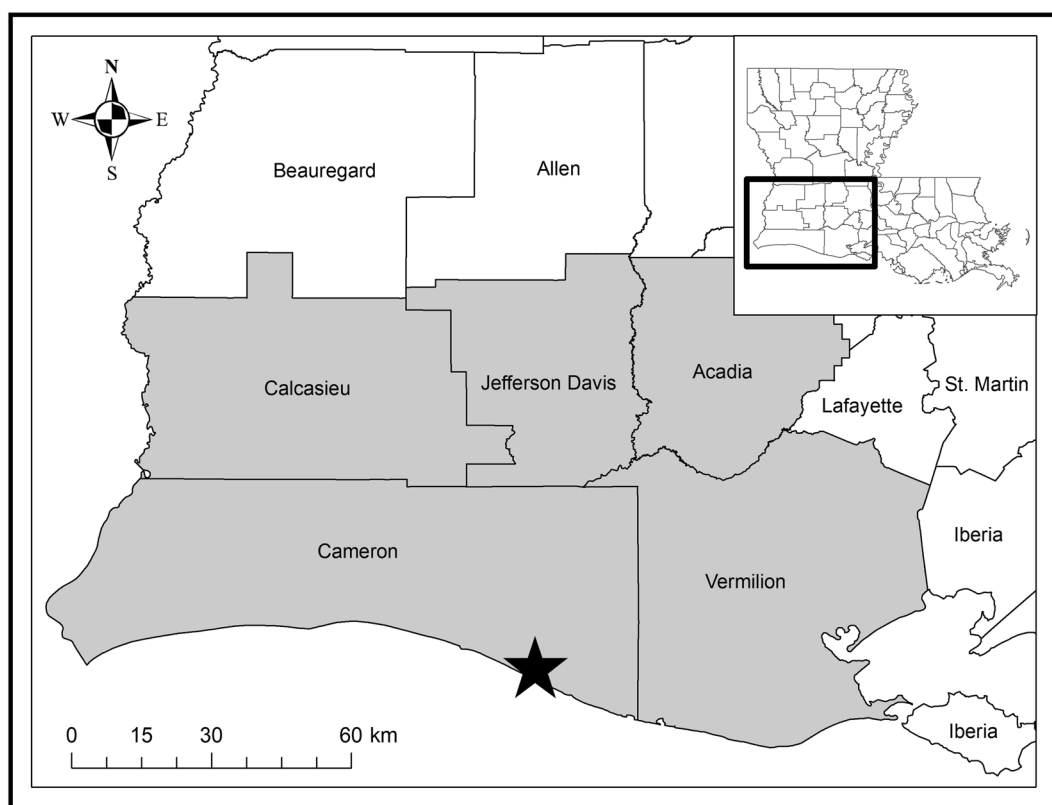 N
W E
S
Beauregard
Allen
Calcasieu
Jefferson Davis
Acadia
Lafayette
St. Martin
Cameron
Vermilion
Iberia
Iberia
0 15 30 60 km